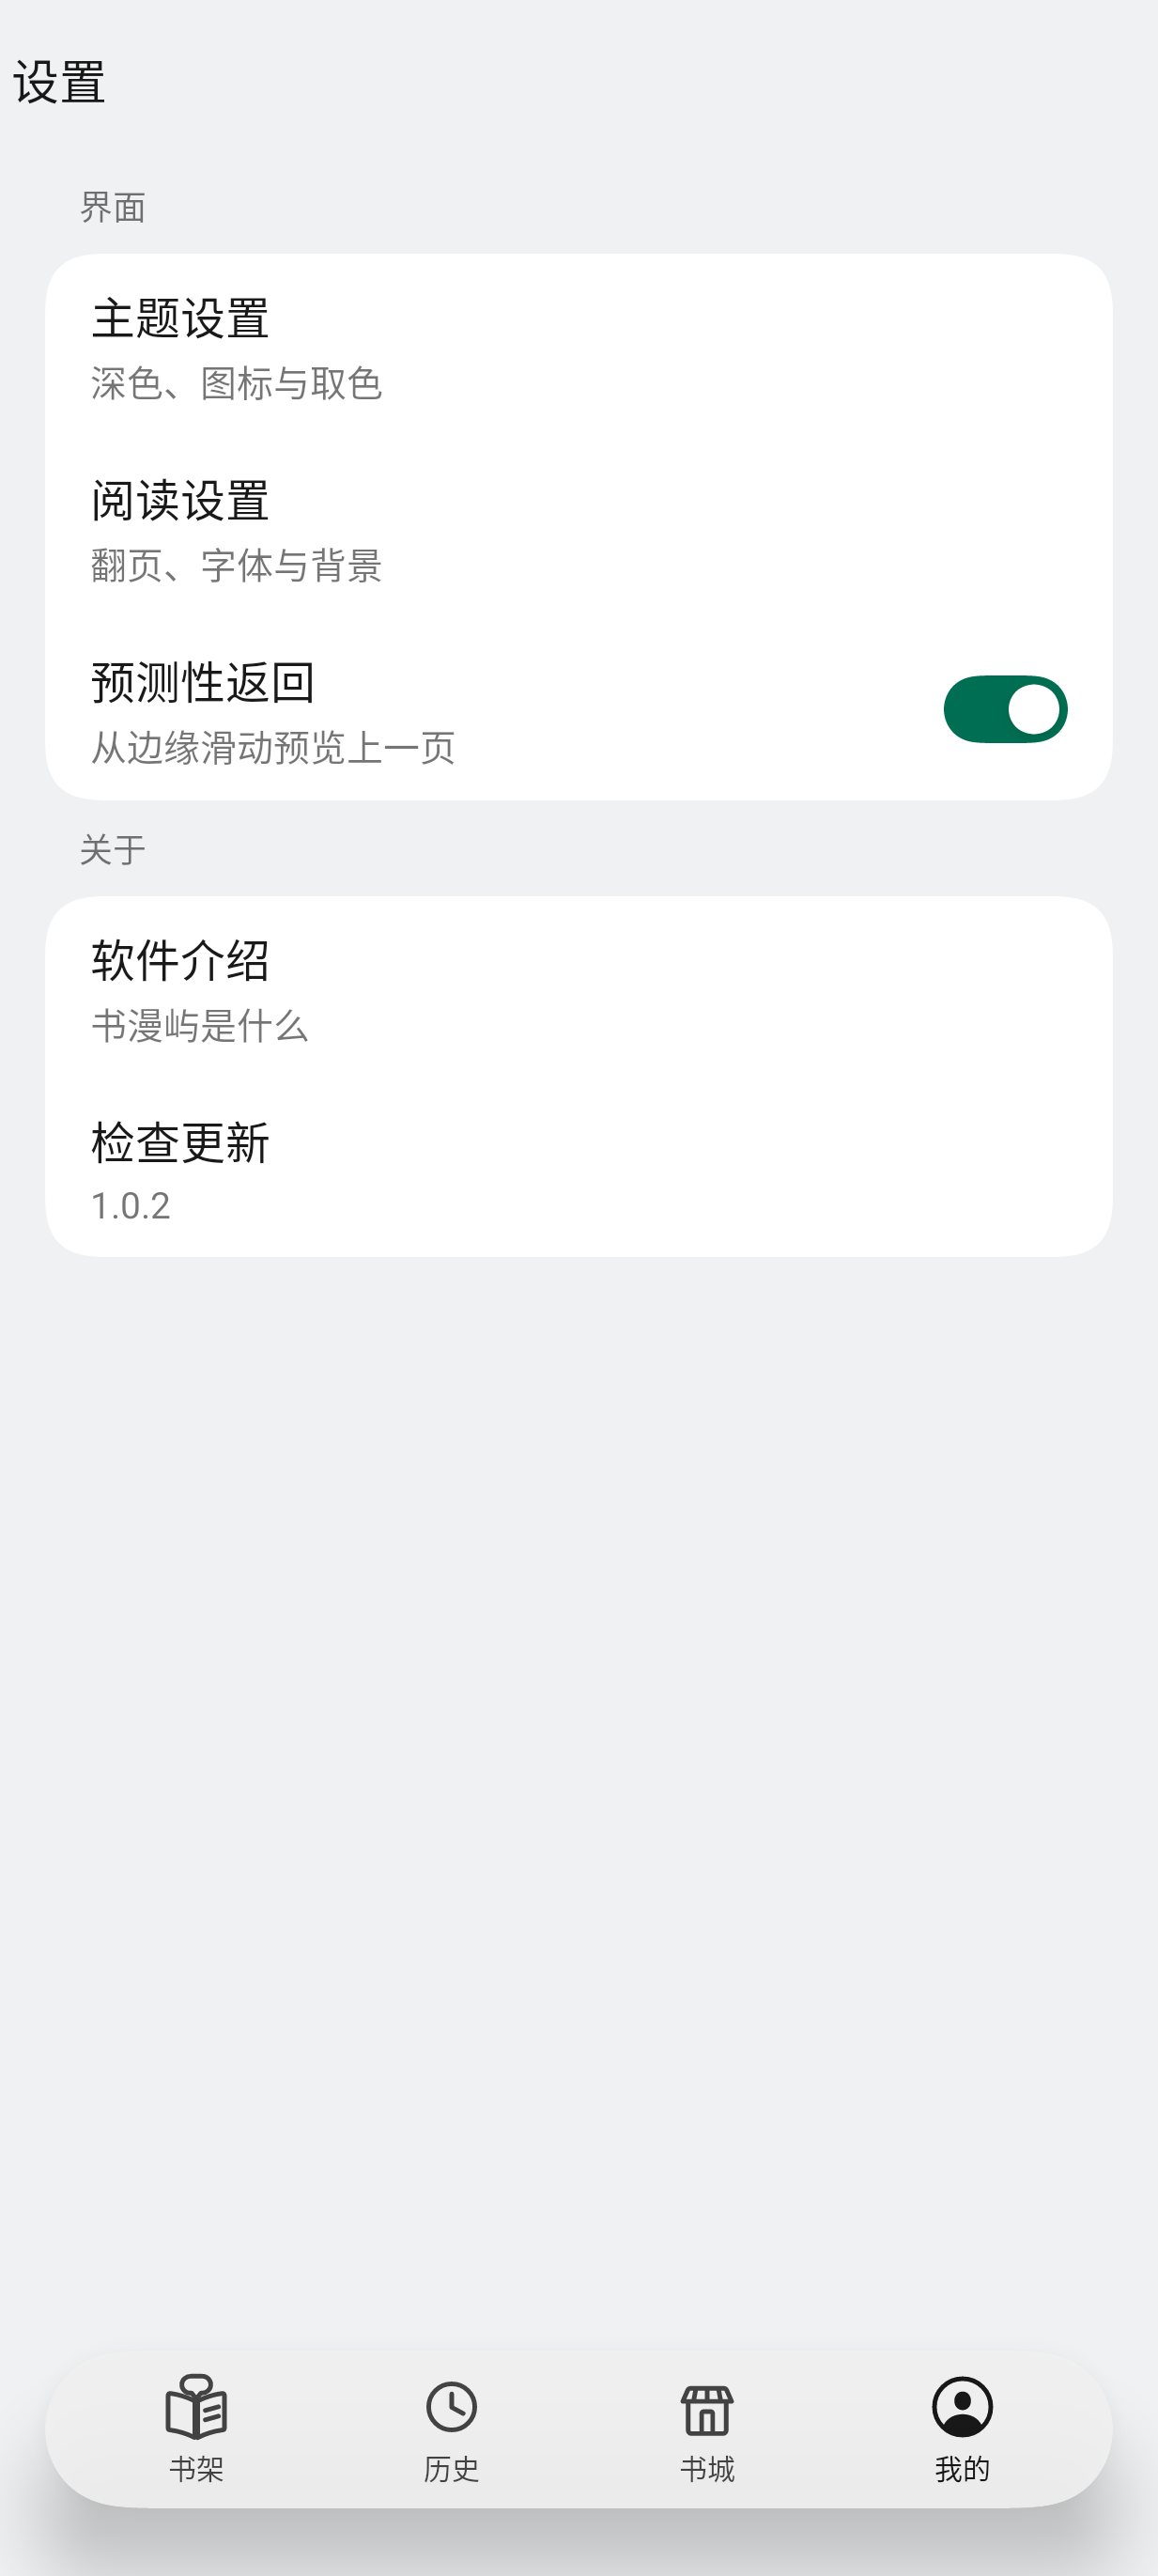 设置
界面
主题设置
深色、图标与取色
阅读设置
翻页、字体与背景
预测性返回
从边缘滑动预览上一页
关于
软件介绍
书漫屿是什么
检查更新
1.0.2
书架
历史
书城
我的